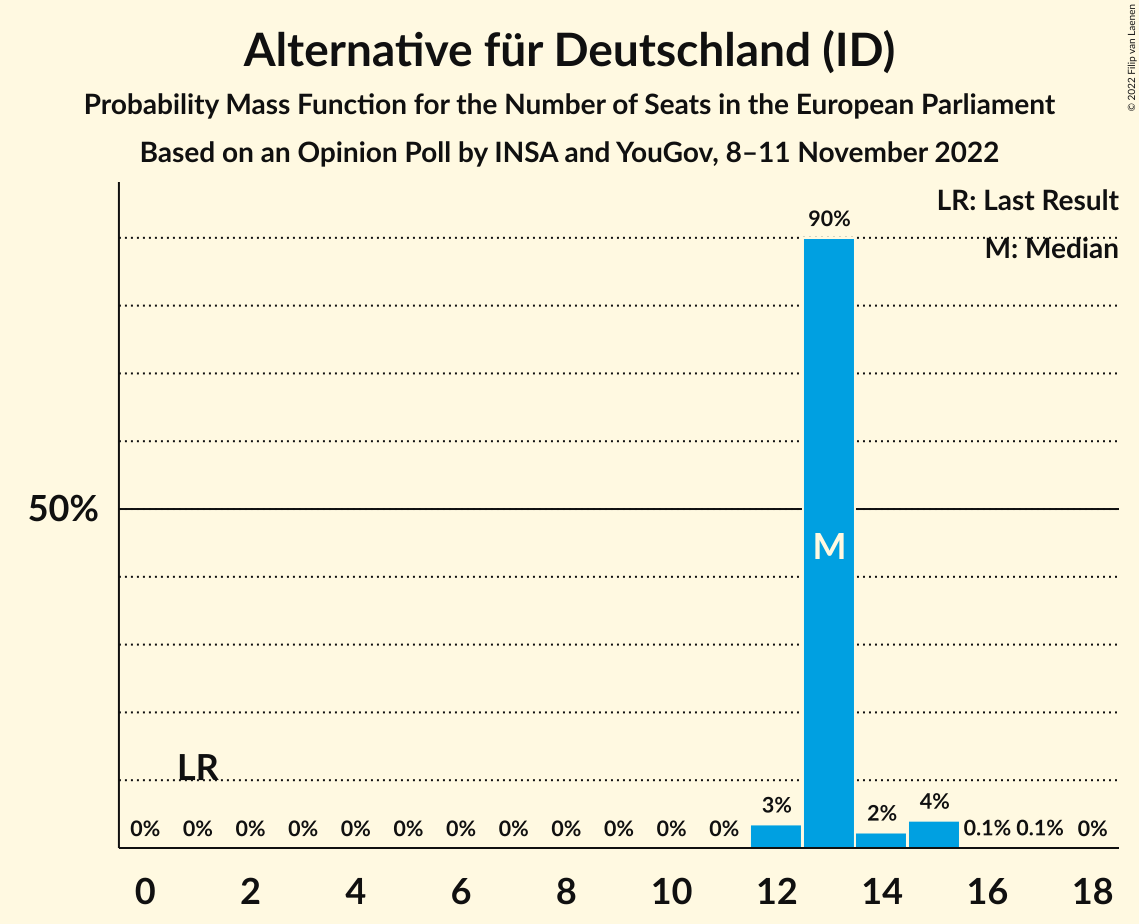 Alternative für Deutschland (ID)
Probability Mass Function for the Number of Seats in the European Parliament
Based on an Opinion Poll by INSA and YouGov, 8–11 November 2022
© 2022 Filip van Laenen
LR: Last Result
M: Median
90%
50%
M
LR
0% 0% 0% 0% 0% 0% 0% 0% 0% 0% 0% 0% 3% 2% 4% 0.1% 0.1% 0%
0 2 4 6 8 10 12 14 16 18